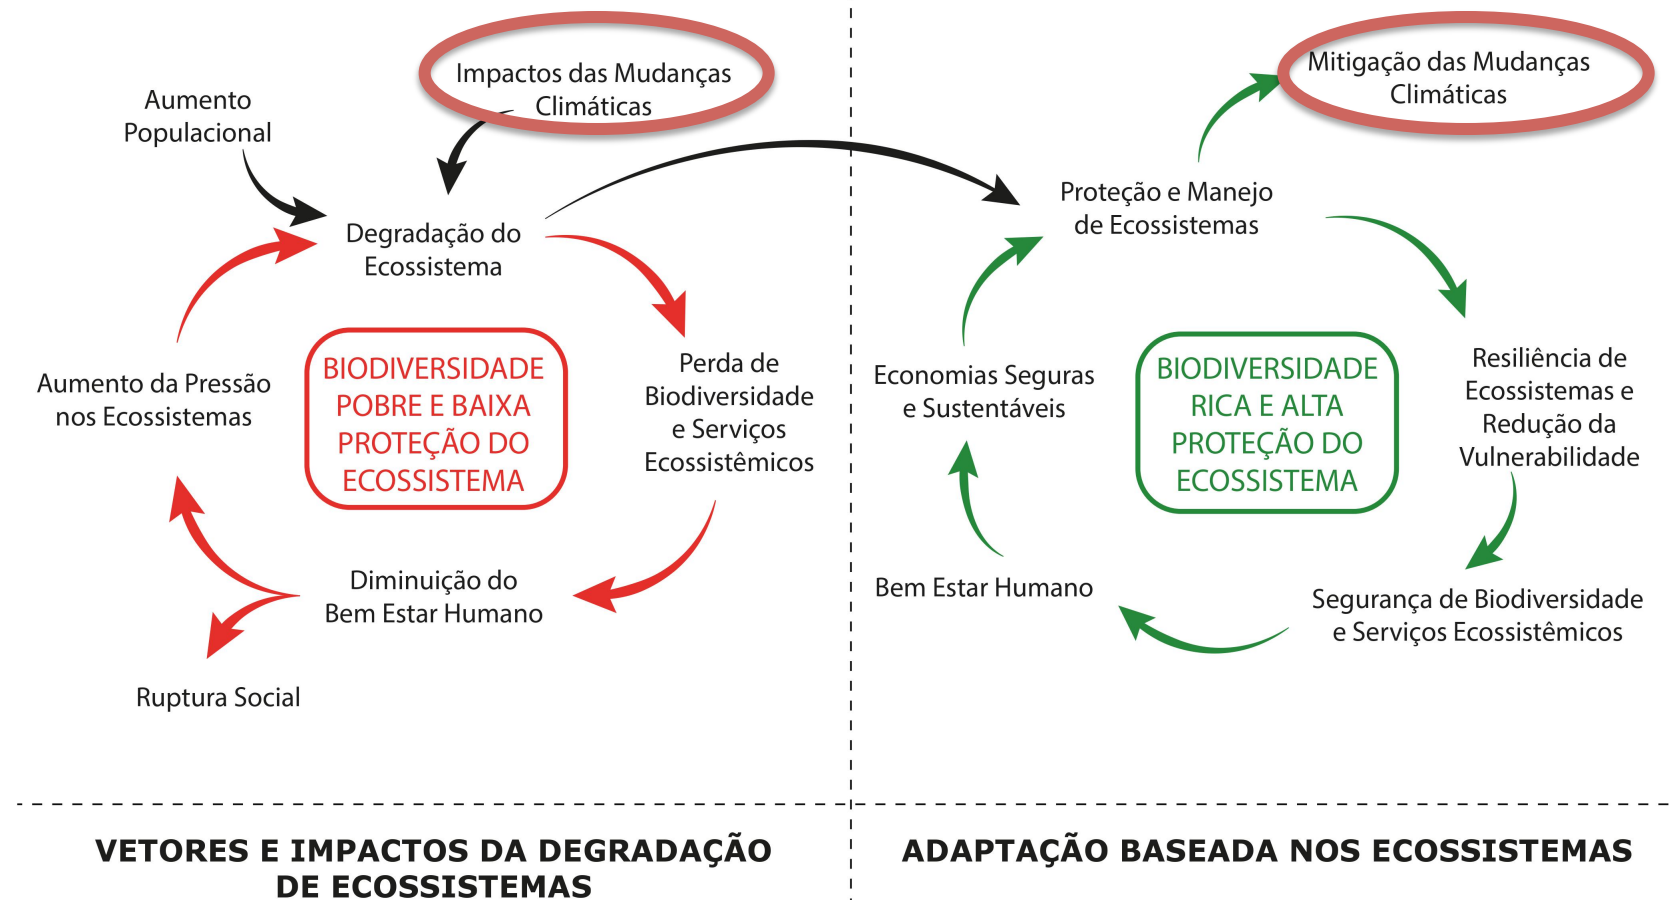 Impactos das Mudanças
Climáticas
Aumento
Populacional
Degradação do
Ecossistema
Perda de
Biodiversidade
e Serviços
Ecossistêmicos
Diminuição do
Bem Estar Humano
Ruptura Social
Aumento da Pressão
nos Ecossistemas
BIODIVERSIDADE
POBRE E BAIXA
PROTEÇÃO DO
ECOSSISTEMA
VETORES E IMPACTOS DA DEGRADAÇÃO
DE ECOSSISTEMAS
Mitigação das Mudanças
Climáticas
Proteção e Manejo
de Ecossistemas
Resiliência de
Ecossistemas e
Redução da
Vulnerabilidade
Segurança de Biodiversidade
e Serviços Ecossistêmicos
Bem Estar Humano
Economias Seguras
e Sustentáveis
BIODIVERSIDADE
RICA E ALTA
PROTEÇÃO DO
ECOSSISTEMA
ADAPTAÇÃO BASEADA NOS ECOSSISTEMAS